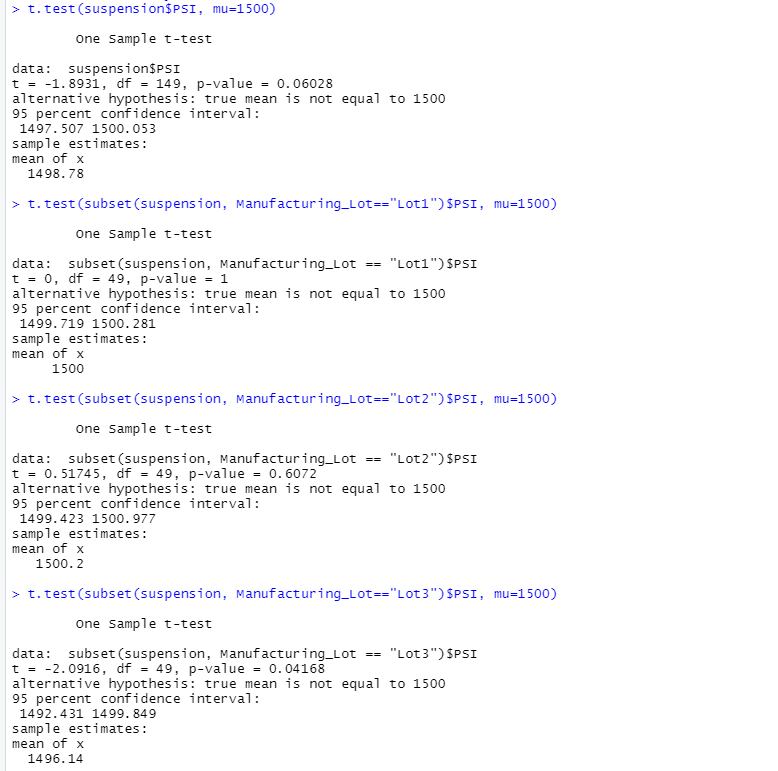 > t.test(suspension$PSI, mu=1500)
One Sample t-test
data:  suspension$PSI
t = -1.8931, df = 149, p-value = 0.06028
alternative hypothesis: true mean is not equal to 1500
95 percent confidence interval:
1497.507 1500.053
sample estimates:
mean of x
1498.78
> t.test(subset(suspension, Manufacturing_Lot=="Lot1")$PSI, mu=1500)
One Sample t-test
data:  subset(suspension, Manufacturing_Lot == "Lot1")$PSI
t = 0, df = 49, p-value = 1
alternative hypothesis: true mean is not equal to 1500
95 percent confidence interval:
1499.719 1500.281
sample estimates:
mean of x
1500
> t.test(subset(suspension, Manufacturing_Lot=="Lot2")$PSI, mu=1500)
One Sample t-test
data:  subset(suspension, Manufacturing_Lot == "Lot2")$PSI
t = 0.51745, df = 49, p-value = 0.6072
alternative hypothesis: true mean is not equal to 1500
95 percent confidence interval:
1499.423 1500.977
sample estimates:
mean of x
1500.2
> t.test(subset(suspension, Manufacturing_Lot=="Lot3")$PSI, mu=1500)
One Sample t-test
data:  subset(suspension, Manufacturing_Lot == "Lot3")$PSI
t = -2.0916, df = 49, p-value = 0.04168
alternative hypothesis: true mean is not equal to 1500
95 percent confidence interval:
1492.431 1499.849
sample estimates:
mean of x
1496.14